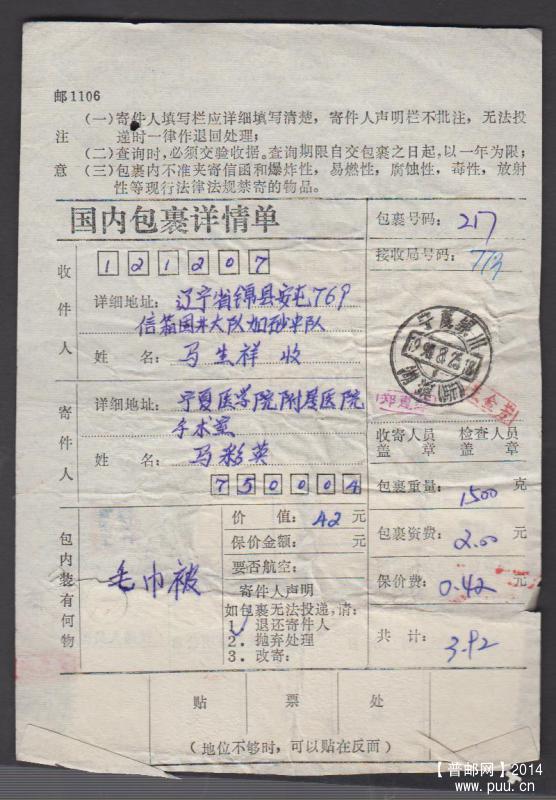 邮1106
注意
(一)寄件人填写栏应详细填写清楚,寄件人声明栏不批注,无法投
递时一律作退回处理;
(二)查询时,必须交验收据。查询期限自交包裹之日起,以一年为限;
(三)包裹内不准夹寄信函和爆炸性,易燃性,腐蚀性,毒性,放射
性等现行法律法规禁寄的物品。
国内包裹详情单
包裹号码: 217
接收局号码: 713
收件人
121207
详细地址: 辽宁省锦县安屯769
信箱 大队加砂中队
姓 名: 马生祥 收
寄件人
详细地址: 宁夏医学院附属医院
手术室
姓 名: 马彩英
750004
收寄人员
盖 章
检查人员
盖 章
包裹重量: 1500 克
包裹资费: 2.00 元
保价费: 0.42 元
共 计: 3.92
包内装有何物
毛巾被
价 值: 42 元
保价金额: 元
要否航空:
寄件人声明
如包裹无法投递,请:
1. 退还寄件人
2. 抛弃处理
3. 改寄:
贴 票 处
(地位不够时,可以贴在反面)
【普邮网】2014
www.puu.cn